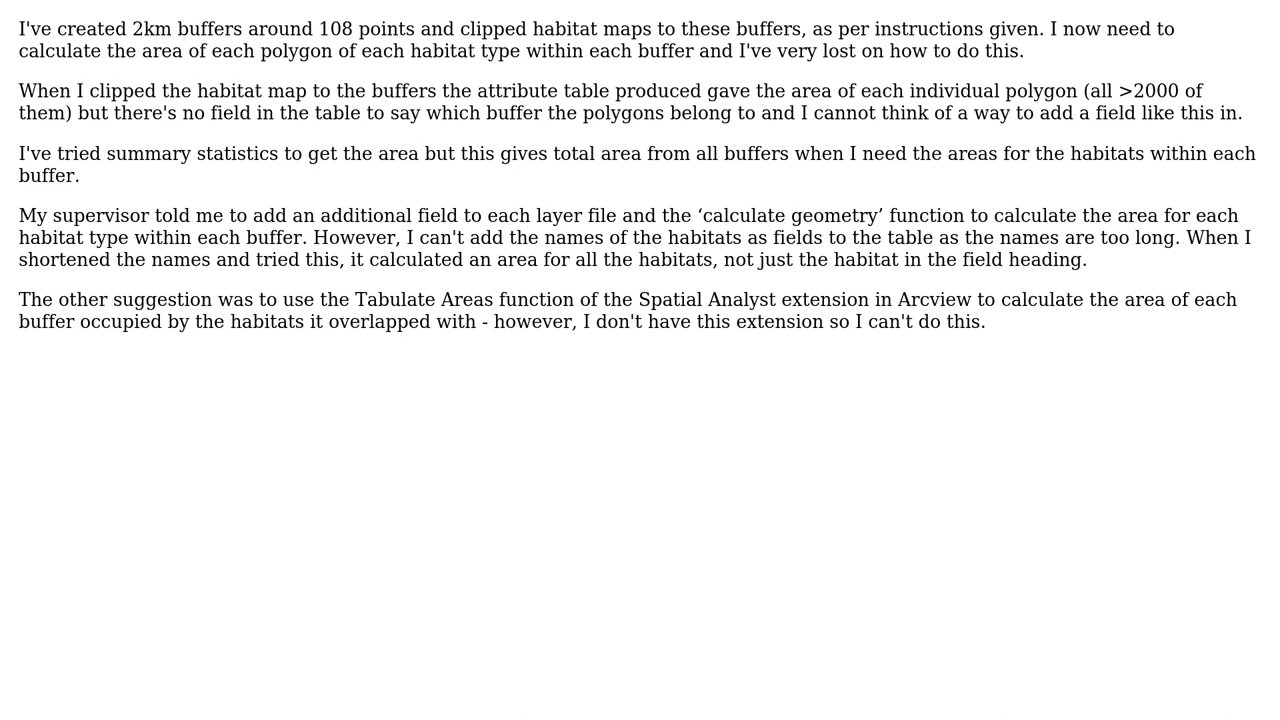 I've created 2km buffers around 108 points and clipped habitat maps to these buffers, as per instructions given. I now need to
calculate the area of each polygon of each habitat type within each buffer and I've very lost on how to do this.
When I clipped the habitat map to the buffers the attribute table produced gave the area of each individual polygon (all >2000 of
them) but there's no field in the table to say which buffer the polygons belong to and I cannot think of a way to add a field like this in.
I've tried summary statistics to get the area but this gives total area from all buffers when I need the areas for the habitats within each
buffer.
My supervisor told me to add an additional field to each layer file and the ‘calculate geometry’ function to calculate the area for each
habitat type within each buffer. However, I can't add the names of the habitats as fields to the table as the names are too long. When I
shortened the names and tried this, it calculated an area for all the habitats, not just the habitat in the field heading.
The other suggestion was to use the Tabulate Areas function of the Spatial Analyst extension in Arcview to calculate the area of each
buffer occupied by the habitats it overlapped with - however, I don't have this extension so I can't do this.